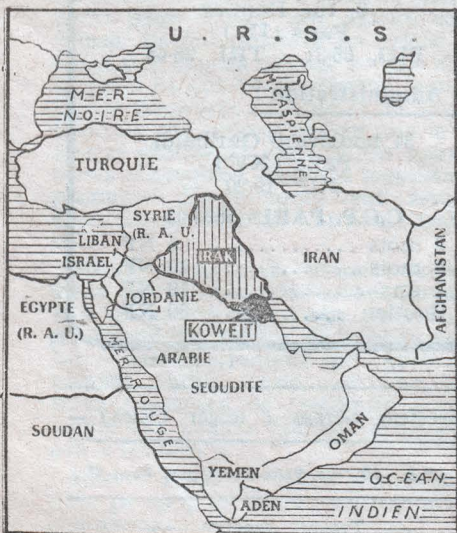 U. R. S. S.
MER
NOIRE
M. CASPIENNE
TURQUIE
SYRIE
(R. A. U.)
LIBAN
ISRAEL
IRAK
IRAN
AFGHANISTAN
JORDANIE
EGYPTE
(R. A. U.)
KOWEIT
MER ROUGE
ARABIE
SEOUDITE
SOUDAN
OMAN
YEMEN
ADEN
OCEAN
INDIEN